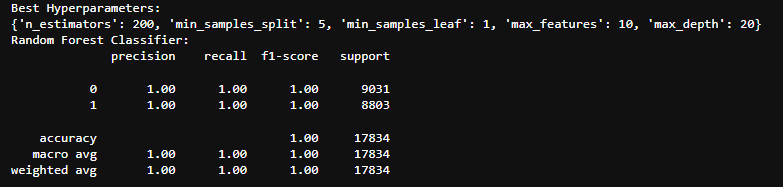 Best Hyperparameters:
{'n_estimators': 200, 'min_samples_split': 5, 'min_samples_leaf': 1, 'max_features': 10, 'max_depth': 20}
Random Forest Classifier:
              precision    recall  f1-score   support

           0       1.00      1.00      1.00      9031
           1       1.00      1.00      1.00      8803

    accuracy                           1.00     17834
   macro avg       1.00      1.00      1.00     17834
weighted avg       1.00      1.00      1.00     17834